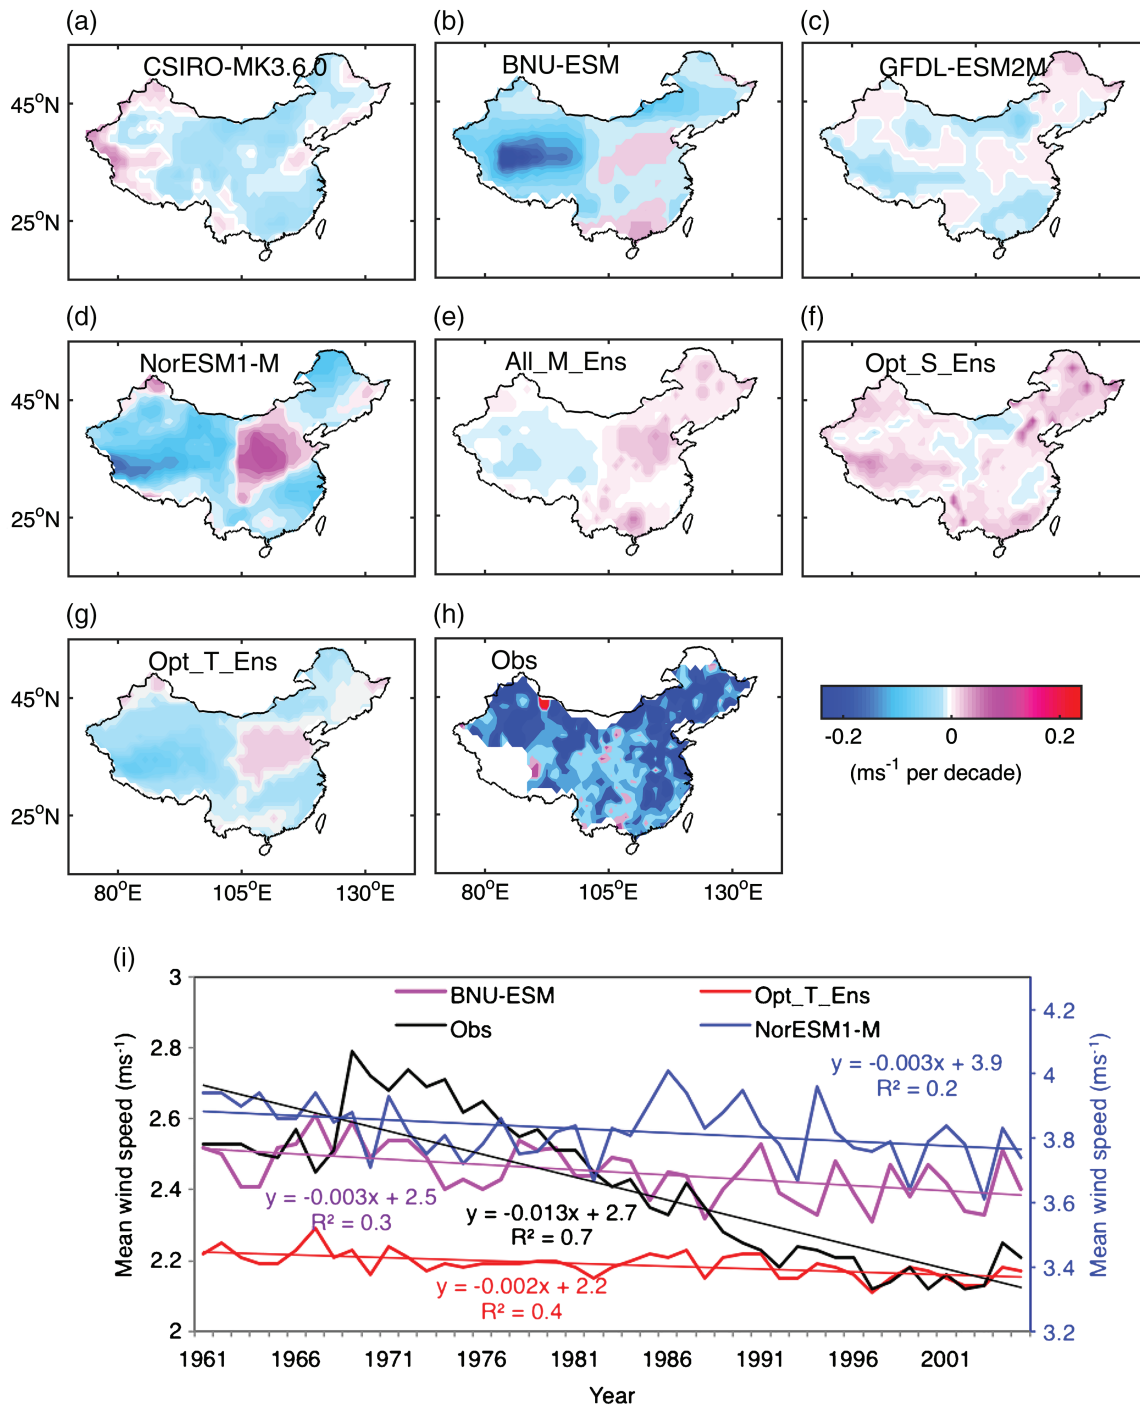 (a) (b) (c)
CSIRO-MK3.6.0 BNU-ESM GFDL-ESM2M
45°N
25°N
(d) (e) (f)
NorESM1-M All_M_Ens Opt_S_Ens
45°N
25°N
(g) (h)
Opt_T_Ens Obs
45°N
25°N
-0.2 0 0.2
(ms⁻¹ per decade)
80°E 105°E 130°E 80°E 105°E 130°E
(i)
3
2.8
2.6
2.4
2.2
2
Mean wind speed (ms⁻¹)
BNU-ESM Opt_T_Ens
Obs NorESM1-M
y = -0.003x + 3.9
R² = 0.2
y = -0.003x + 2.5
R² = 0.3
y = -0.013x + 2.7
R² = 0.7
y = -0.002x + 2.2
R² = 0.4
4.2
4
3.8
3.6
3.4
3.2
Mean wind speed (ms⁻¹)
1961 1966 1971 1976 1981 1986 1991 1996 2001
Year